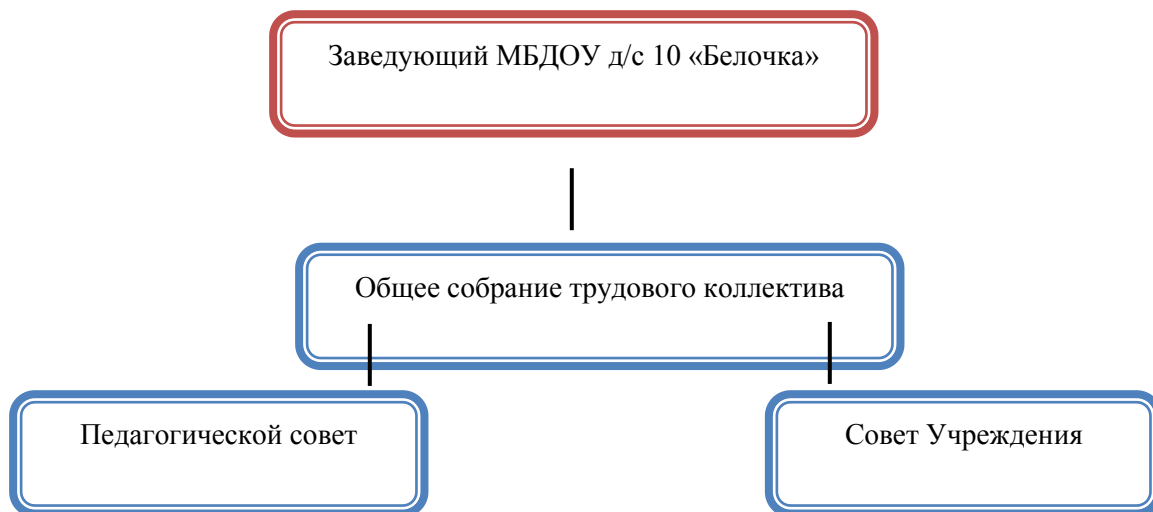 Заведующий МБДОУ д/с 10 «Белочка»
Общее собрание трудового коллектива
Педагогической совет
Совет Учреждения